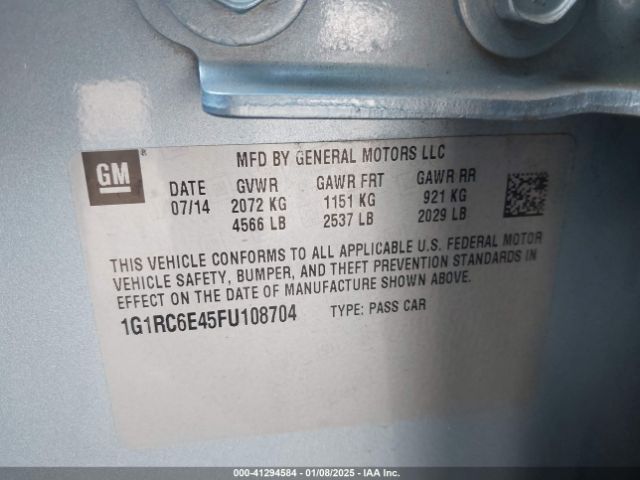 GM®
MFD BY GENERAL MOTORS LLC
DATE GVWR GAWR FRT GAWR RR
07/14 2072 KG 1151 KG 921 KG
4566 LB 2537 LB 2029 LB
THIS VEHICLE CONFORMS TO ALL APPLICABLE U.S. FEDERAL MOTOR
VEHICLE SAFETY, BUMPER, AND THEFT PREVENTION STANDARDS IN
EFFECT ON THE DATE OF MANUFACTURE SHOWN ABOVE.
1G1RC6E45FU108704 TYPE: PASS CAR
000-41294584 - 01/08/2025 - IAA Inc.